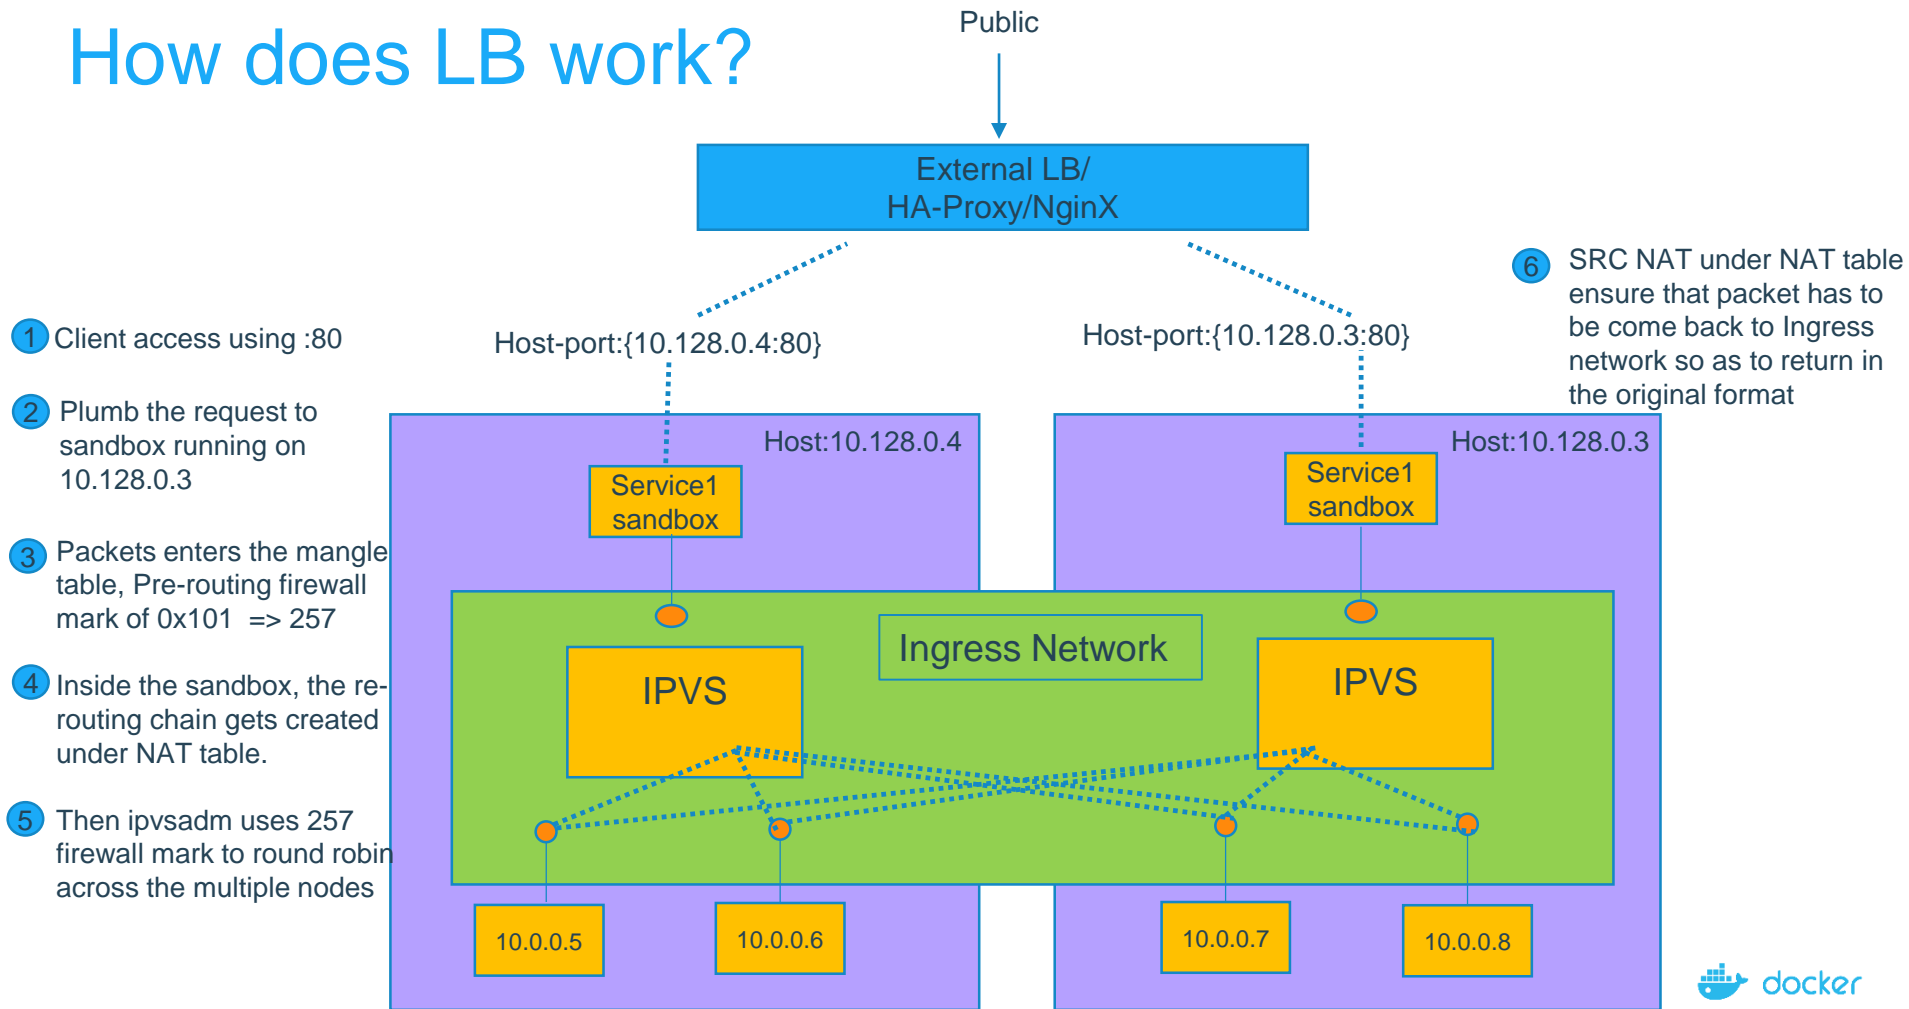 How does LB work?
Public
External LB/
HA-Proxy/NginX
Host-port:{10.128.0.4:80}
Host-port:{10.128.0.3:80}
1 Client access using :80
2 Plumb the request to
sandbox running on
10.128.0.3
3 Packets enters the mangle
table, Pre-routing firewall
mark of 0x101 => 257
4 Inside the sandbox, the re-
routing chain gets created
under NAT table.
5 Then ipvsadm uses 257
firewall mark to round robin
across the multiple nodes
6 SRC NAT under NAT table
ensure that packet has to
be come back to Ingress
network so as to return in
the original format
Host:10.128.0.4
Service1
sandbox
Host:10.128.0.3
Service1
sandbox
Ingress Network
IPVS
IPVS
10.0.0.5
10.0.0.6
10.0.0.7
10.0.0.8
docker